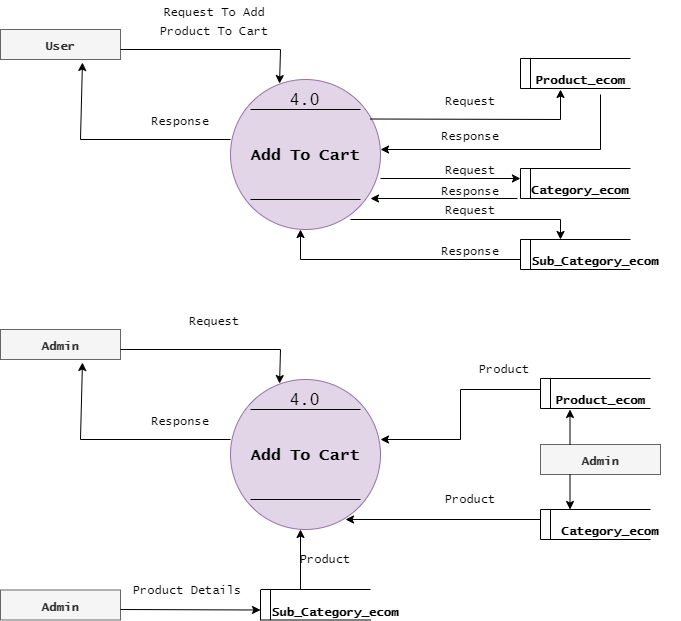 Request To Add
Product To Cart
User
4.0
Product_ecom
Request
Response
Response
Add To Cart
Request
Response
Category_ecom
Request
Response
Sub_Category_ecom
Request
Admin
Product
4.0
Product_ecom
Response
Add To Cart
Admin
Product
Category_ecom
Product
Product Details
Admin
Sub_Category_ecom